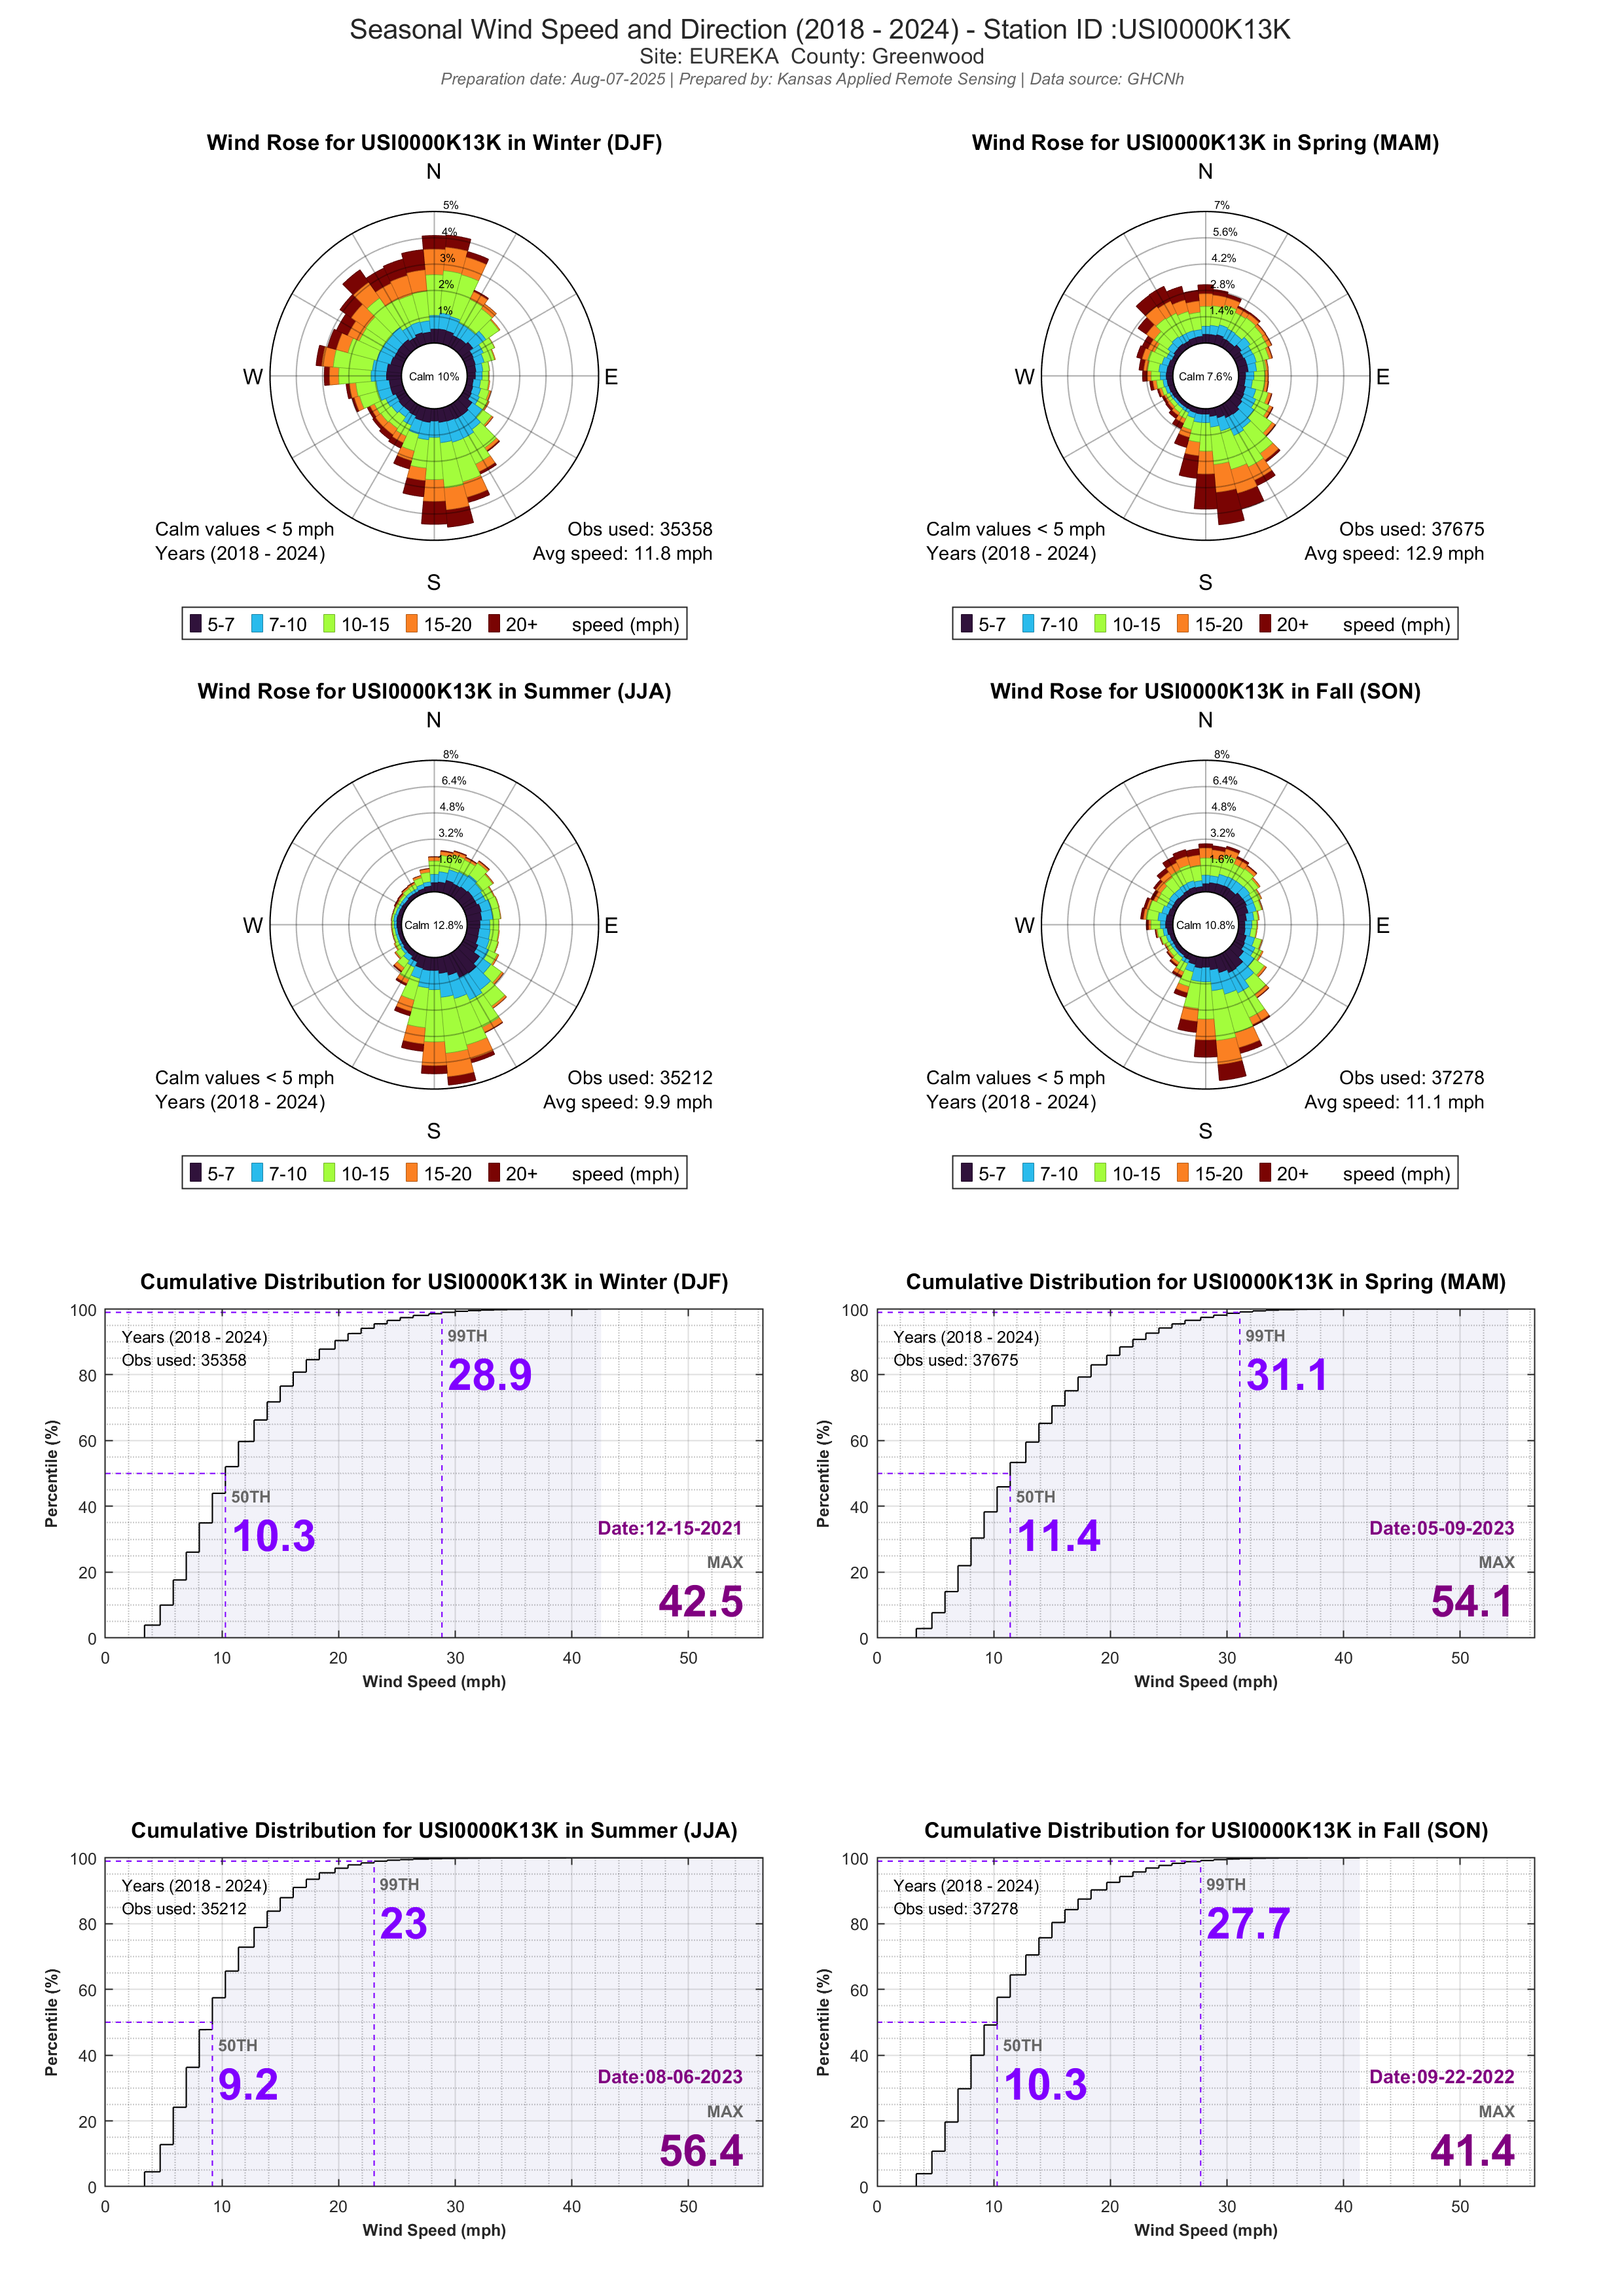 Seasonal Wind Speed and Direction (2018 - 2024) - Station ID :USI0000K13K
Site: EUREKA  County: Greenwood
Preparation date: Aug-07-2025 | Prepared by: Kansas Applied Remote Sensing | Data source: GHCNh
Wind Rose for USI0000K13K in Winter (DJF)
N
5%
4%
3%
2%
1%
W
Calm 10%
E
Calm values < 5 mph
Obs used: 35358
Years (2018 - 2024)
Avg speed: 11.8 mph
S
5-7 7-10 10-15 15-20 20+ speed (mph)
Wind Rose for USI0000K13K in Spring (MAM)
N
7%
5.6%
4.2%
2.8%
1.4%
W
Calm 7.6%
E
Calm values < 5 mph
Obs used: 37675
Years (2018 - 2024)
Avg speed: 12.9 mph
S
5-7 7-10 10-15 15-20 20+ speed (mph)
Wind Rose for USI0000K13K in Summer (JJA)
N
8%
6.4%
4.8%
3.2%
1.6%
W
Calm 12.8%
E
Calm values < 5 mph
Obs used: 35212
Years (2018 - 2024)
Avg speed: 9.9 mph
S
5-7 7-10 10-15 15-20 20+ speed (mph)
Wind Rose for USI0000K13K in Fall (SON)
N
8%
6.4%
4.8%
3.2%
1.6%
W
Calm 10.8%
E
Calm values < 5 mph
Obs used: 37278
Years (2018 - 2024)
Avg speed: 11.1 mph
S
5-7 7-10 10-15 15-20 20+ speed (mph)
Cumulative Distribution for USI0000K13K in Winter (DJF)
100
80
60
40
20
0
Percentile (%)
Years (2018 - 2024)
Obs used: 35358
99TH
28.9
50TH
10.3
Date:12-15-2021
MAX
42.5
0 10 20 30 40 50
Wind Speed (mph)
Cumulative Distribution for USI0000K13K in Spring (MAM)
100
80
60
40
20
0
Percentile (%)
Years (2018 - 2024)
Obs used: 37675
99TH
31.1
50TH
11.4
Date:05-09-2023
MAX
54.1
0 10 20 30 40 50
Wind Speed (mph)
Cumulative Distribution for USI0000K13K in Summer (JJA)
100
80
60
40
20
0
Percentile (%)
Years (2018 - 2024)
Obs used: 35212
99TH
23
50TH
9.2
Date:08-06-2023
MAX
56.4
0 10 20 30 40 50
Wind Speed (mph)
Cumulative Distribution for USI0000K13K in Fall (SON)
100
80
60
40
20
0
Percentile (%)
Years (2018 - 2024)
Obs used: 37278
99TH
27.7
50TH
10.3
Date:09-22-2022
MAX
41.4
0 10 20 30 40 50
Wind Speed (mph)